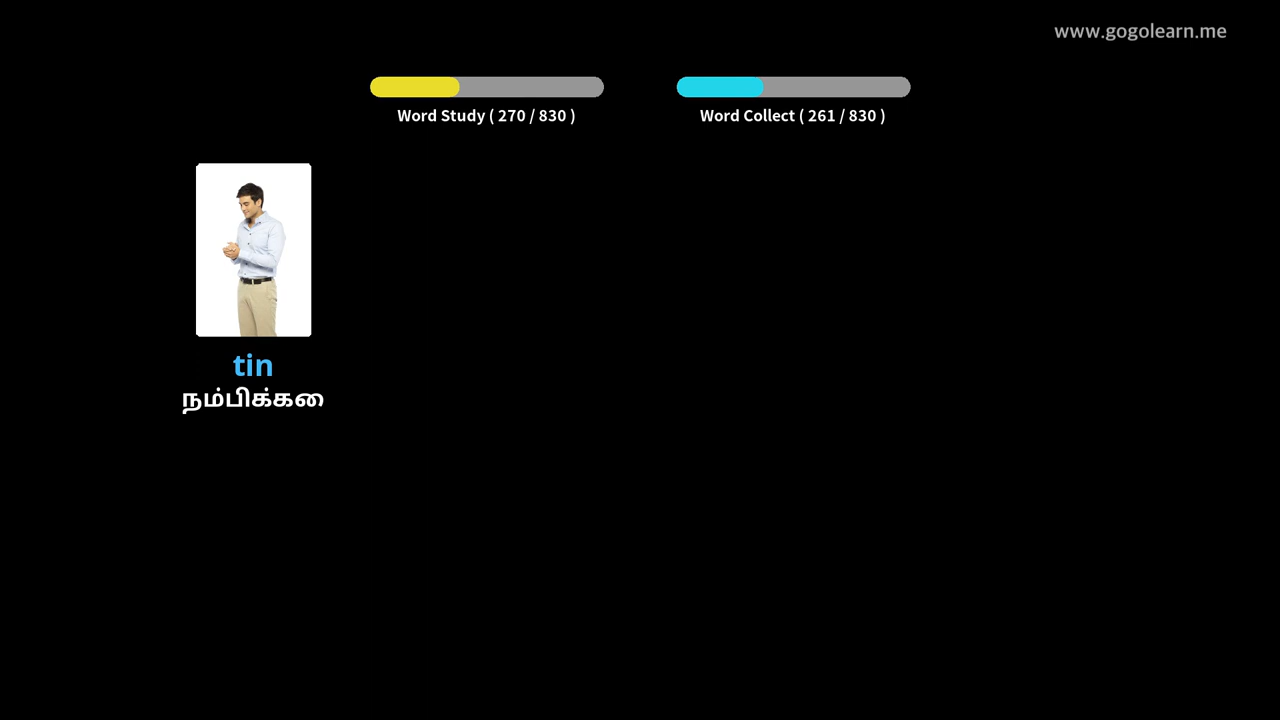 www.gogolearn.me
Word Study ( 270 / 830 )
Word Collect ( 261 / 830 )
tin
நம்பிக்கை